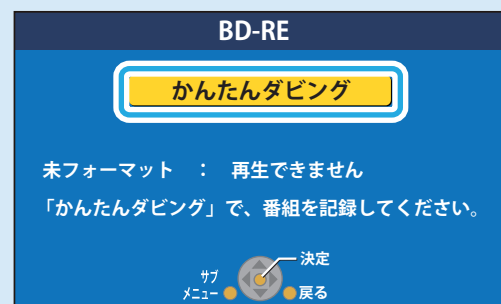 BD-RE
かんたんダビング
未フォーマット ： 再生できません
「かんたんダビング」で、番組を記録してください。
決定
サブ
メニュー
戻る